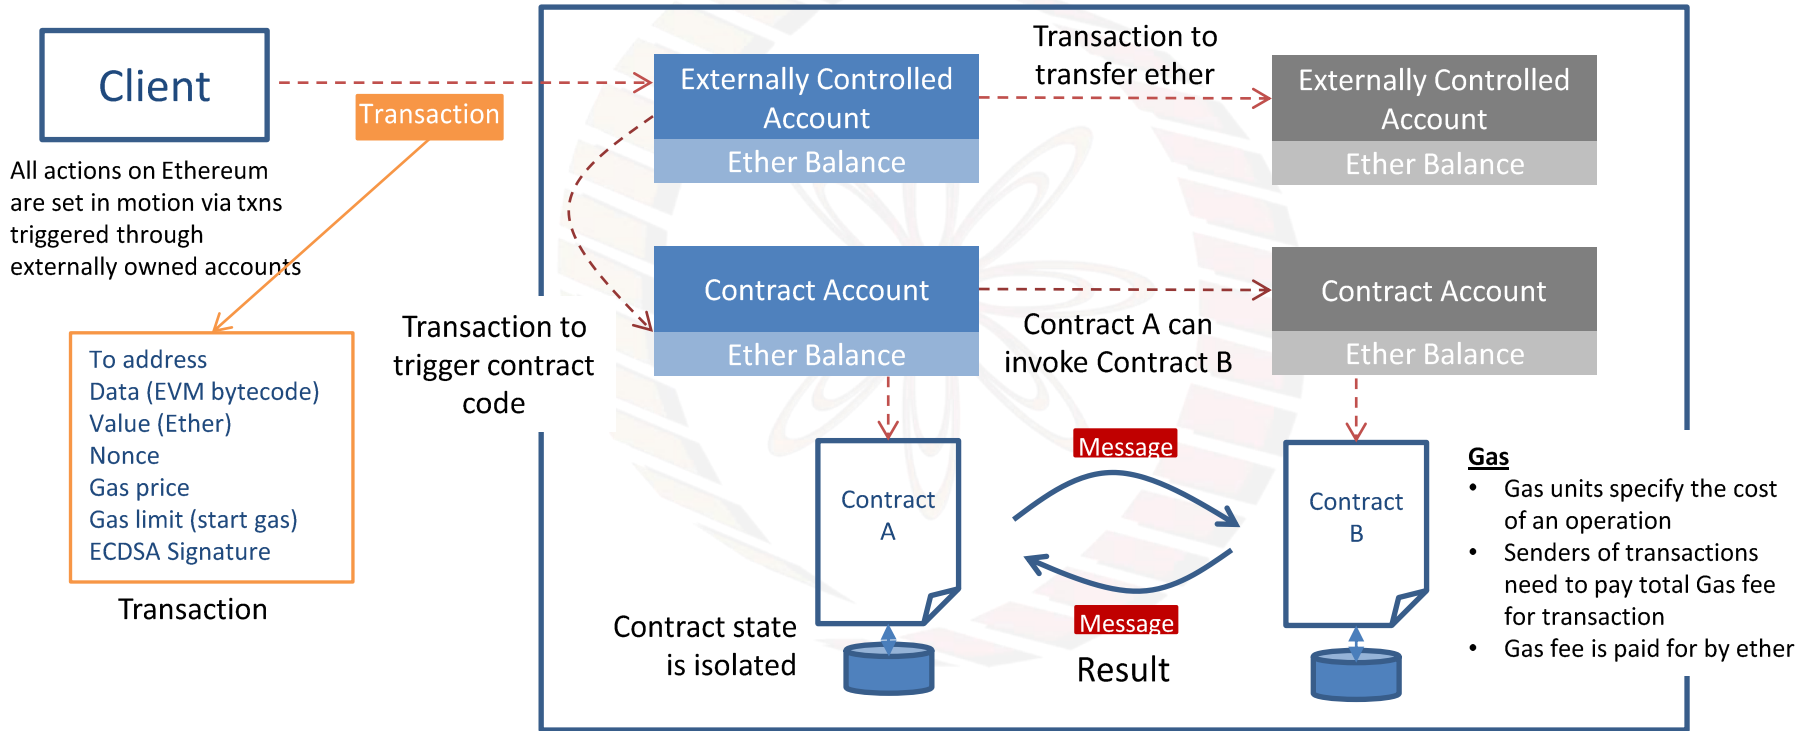 Client
Transaction
All actions on Ethereum
are set in motion via txns
triggered through
externally owned accounts
To address
Data (EVM bytecode)
Value (Ether)
Nonce
Gas price
Gas limit (start gas)
ECDSA Signature
Transaction
Externally Controlled
Account
Ether Balance
Transaction to
transfer ether
Externally Controlled
Account
Ether Balance
Transaction to
trigger contract
code
Contract Account
Ether Balance
Contract A can
invoke Contract B
Contract Account
Ether Balance
Contract
A
Message
Message
Result
Contract
B
Contract state
is isolated
Gas
• Gas units specify the cost
of an operation
• Senders of transactions
need to pay total Gas fee
for transaction
• Gas fee is paid for by ether